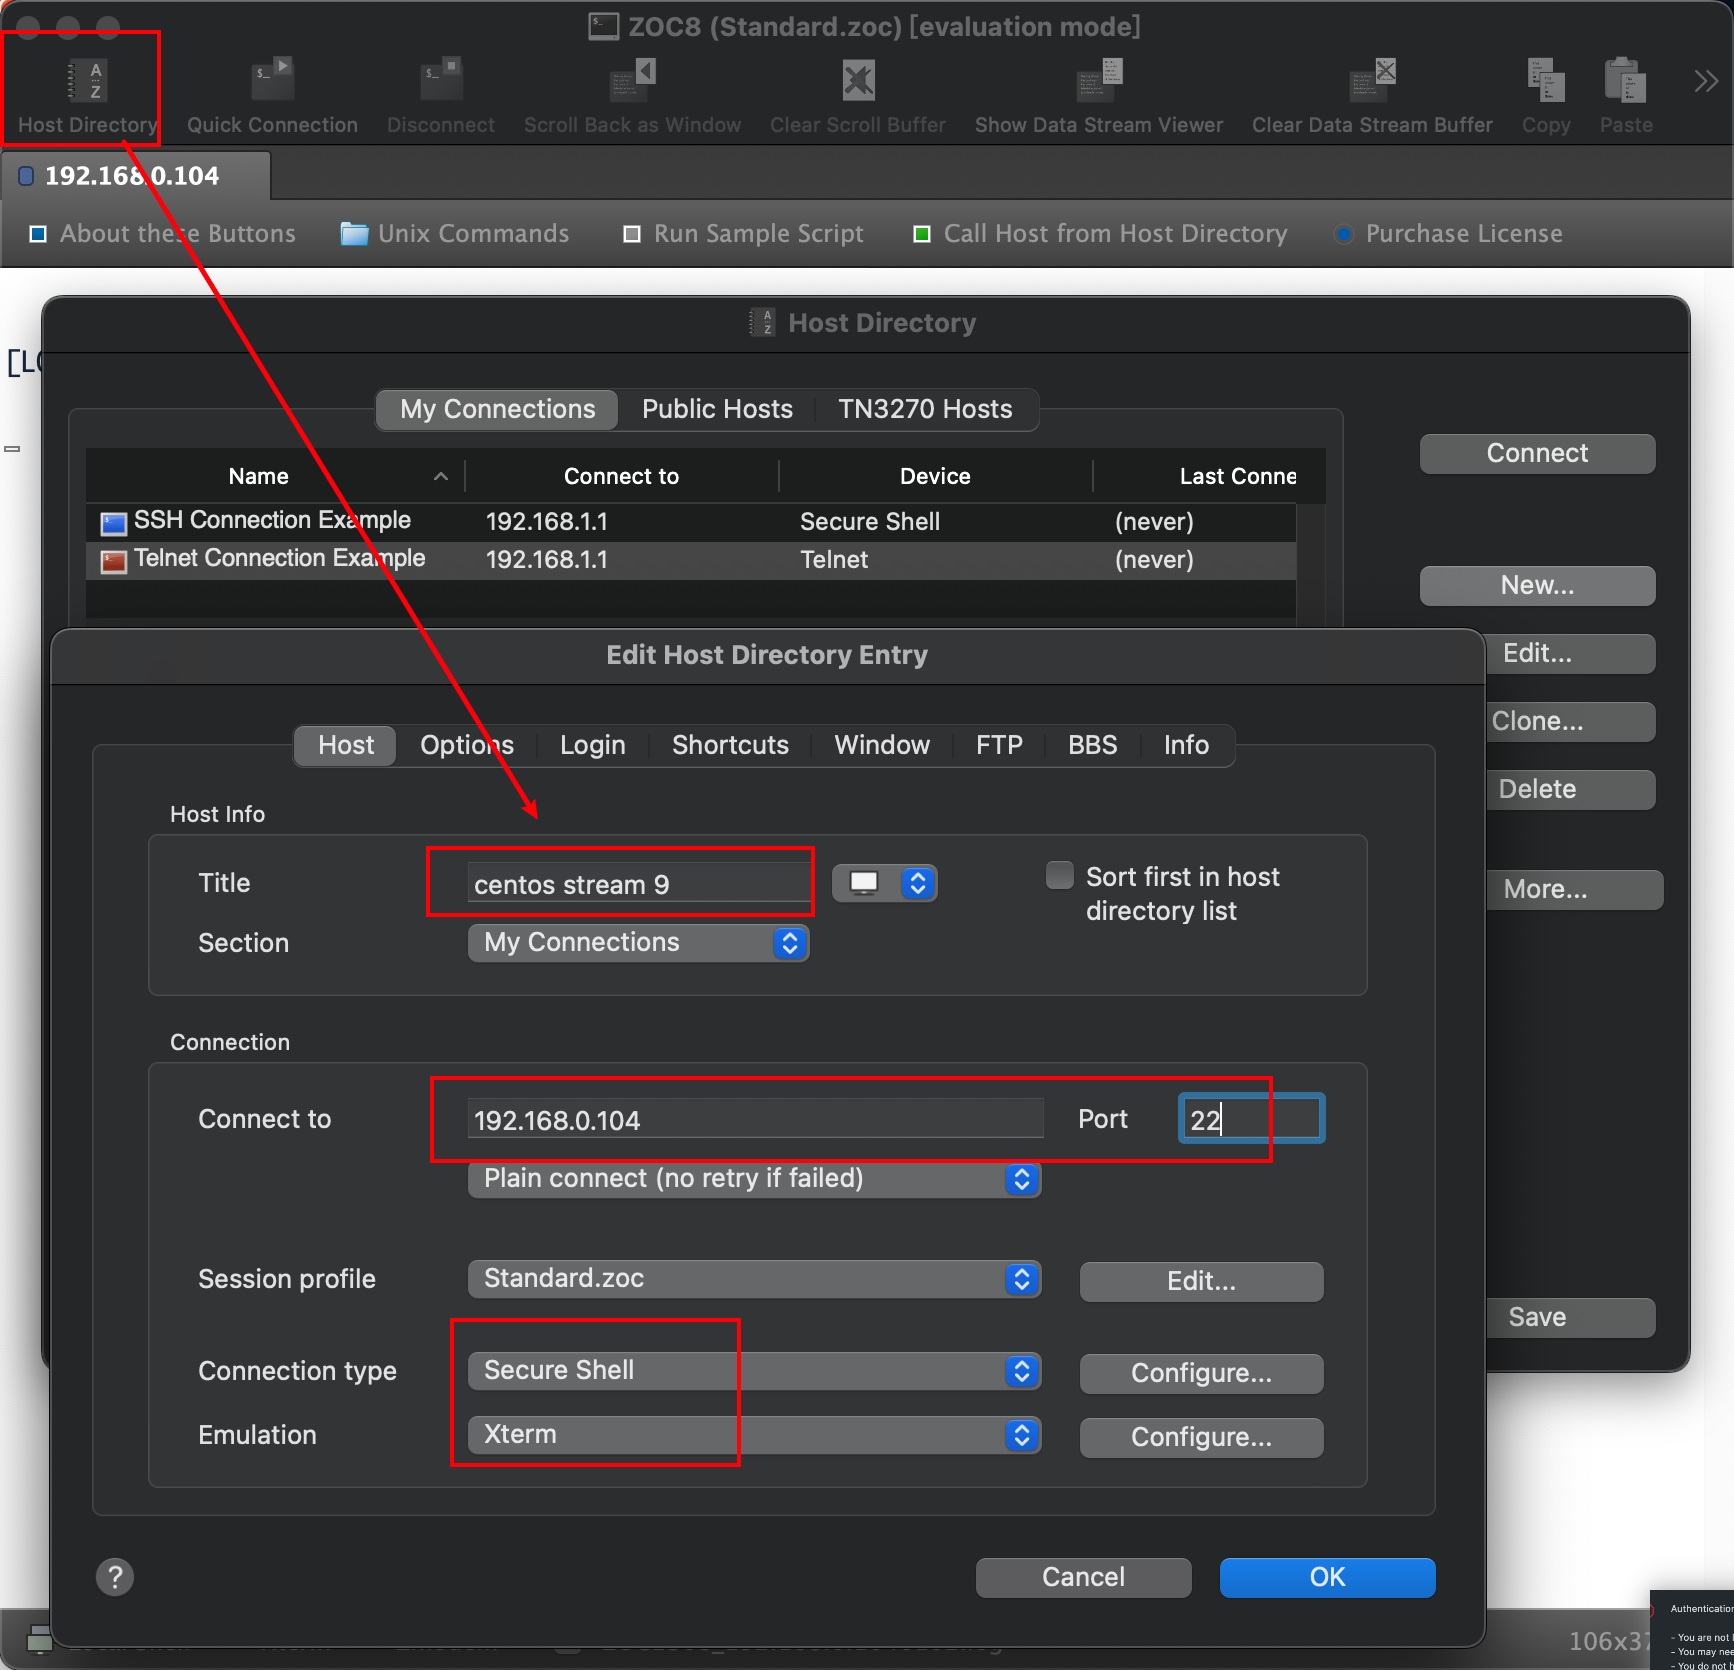 ZOC8 (Standard.zoc) [evaluation mode]
Host Directory Quick Connection Disconnect Scroll Back as Window Clear Scroll Buffer Show Data Stream Viewer Clear Data Stream Buffer Copy Paste
192.168.0.104
About these Buttons Unix Commands Run Sample Script Call Host from Host Directory Purchase License
Host Directory
My Connections Public Hosts TN3270 Hosts
Connect
Name Connect to Device Last Conne
SSH Connection Example 192.168.1.1 Secure Shell (never)
Telnet Connection Example 192.168.1.1 Telnet (never)
New...
Edit...
Clone...
Delete
More...
Save
Edit Host Directory Entry
Host Options Login Shortcuts Window FTP BBS Info
Host Info
Title centos stream 9 Sort first in host
directory list
Section My Connections
Connection
Connect to 192.168.0.104 Port 22
Plain connect (no retry if failed)
Session profile Standard.zoc Edit...
Connection type Secure Shell Configure...
Emulation Xterm Configure...
? Cancel OK
106x37
Authentication
- You are not
- You may nee
- You do not h